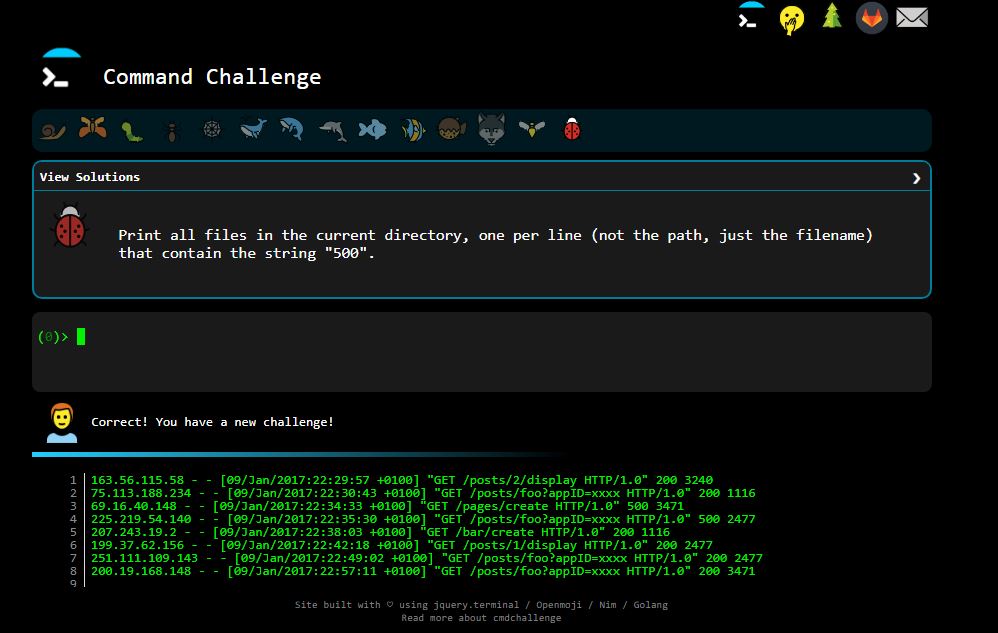 Command Challenge
View Solutions
Print all files in the current directory, one per line (not the path, just the filename)
that contain the string "500".
(0)>
Correct! You have a new challenge!
1 163.56.115.58 - - [09/Jan/2017:22:29:57 +0100] "GET /posts/2/display HTTP/1.0" 200 3240
2 75.113.188.234 - - [09/Jan/2017:22:30:43 +0100] "GET /posts/foo?appID=xxxx HTTP/1.0" 200 1116
3 69.16.40.148 - - [09/Jan/2017:22:34:33 +0100] "GET /pages/create HTTP/1.0" 500 3471
4 225.219.54.140 - - [09/Jan/2017:22:35:30 +0100] "GET /posts/foo?appID=xxxx HTTP/1.0" 500 2477
5 207.243.19.2 - - [09/Jan/2017:22:38:03 +0100] "GET /bar/create HTTP/1.0" 200 1116
6 199.37.62.156 - - [09/Jan/2017:22:42:18 +0100] "GET /posts/1/display HTTP/1.0" 200 2477
7 251.111.109.143 - - [09/Jan/2017:22:49:02 +0100] "GET /posts/foo?appID=xxxx HTTP/1.0" 200 2477
8 200.19.168.148 - - [09/Jan/2017:22:57:11 +0100] "GET /posts/foo?appID=xxxx HTTP/1.0" 200 3471
9
Site built with ♡ using jquery.terminal / Openmoji / Nim / Golang
Read more about cmdchallenge